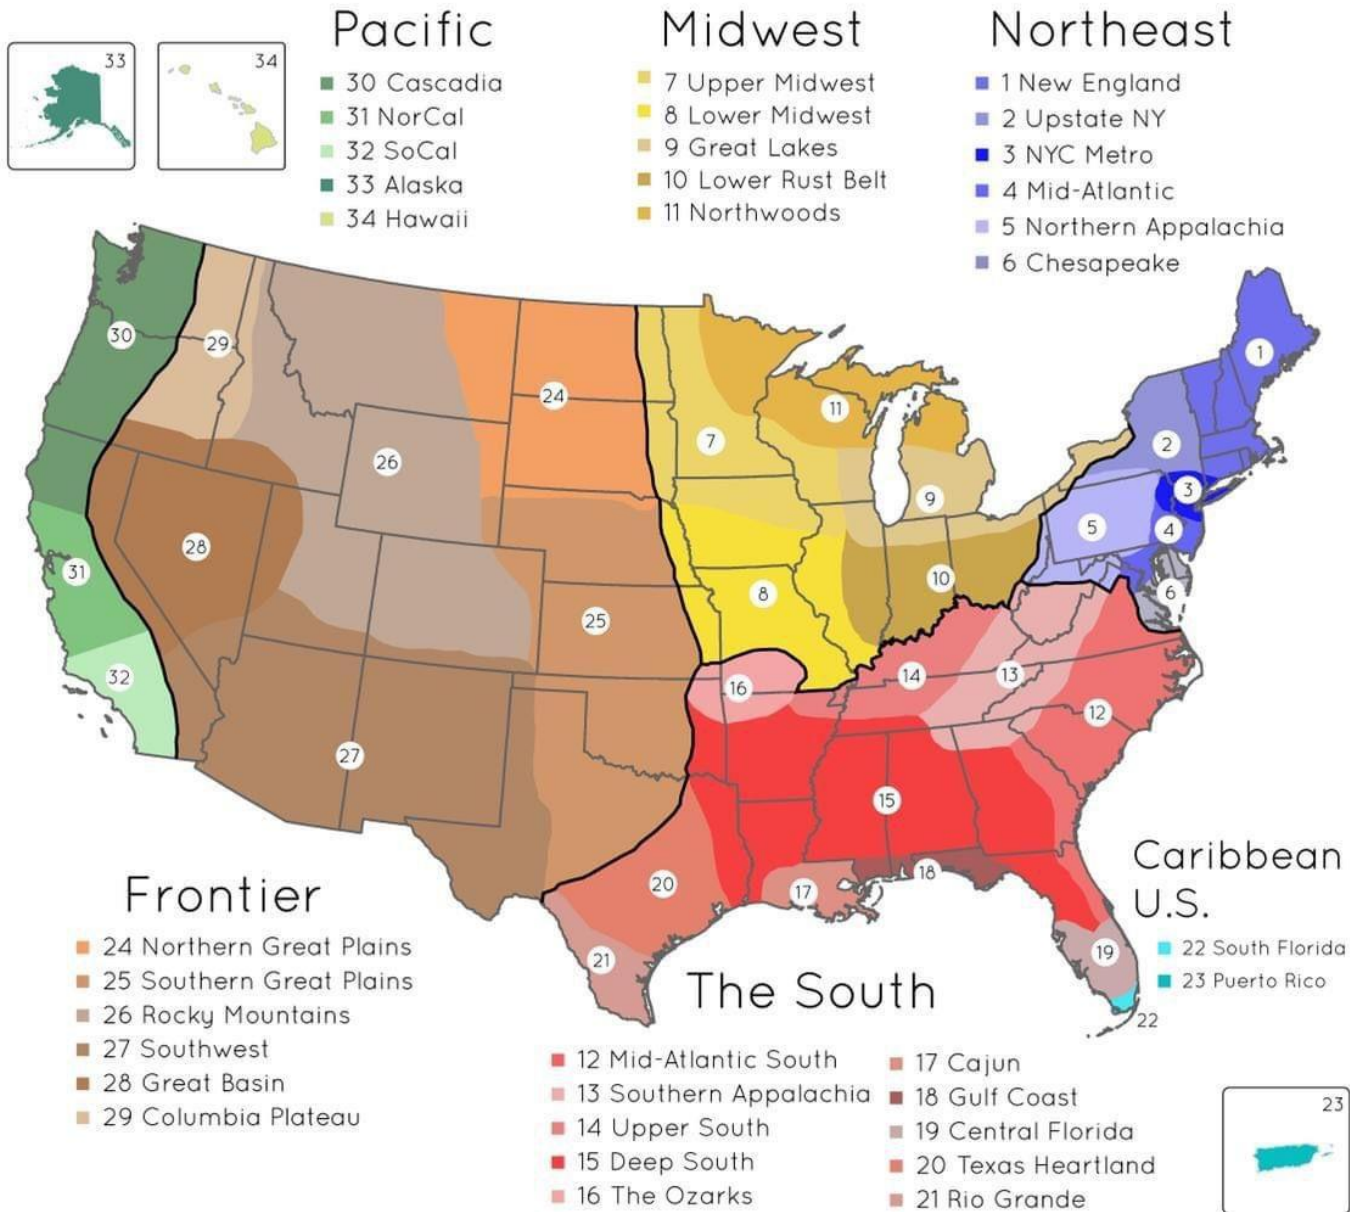 Pacific
30 Cascadia
31 NorCal
32 SoCal
33 Alaska
34 Hawaii
Midwest
7 Upper Midwest
8 Lower Midwest
9 Great Lakes
10 Lower Rust Belt
11 Northwoods
Northeast
1 New England
2 Upstate NY
3 NYC Metro
4 Mid-Atlantic
5 Northern Appalachia
6 Chesapeake
33
34
30
29
24
26
28
31
32
27
25
7
11
9
8
10
1
2
3
4
5
6
16
14
13
12
15
20
17
18
21
19
22
Frontier
24 Northern Great Plains
25 Southern Great Plains
26 Rocky Mountains
27 Southwest
28 Great Basin
29 Columbia Plateau
The South
12 Mid-Atlantic South
13 Southern Appalachia
14 Upper South
15 Deep South
16 The Ozarks
17 Cajun
18 Gulf Coast
19 Central Florida
20 Texas Heartland
21 Rio Grande
Caribbean
U.S.
22 South Florida
23 Puerto Rico
23